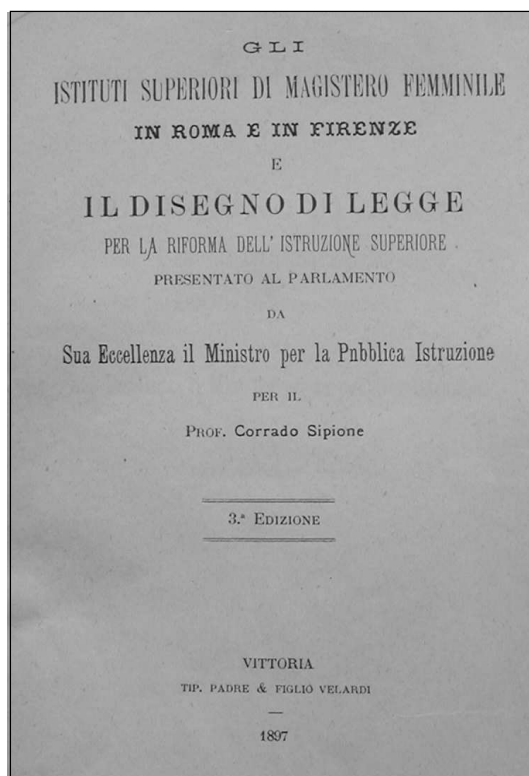 GLI
ISTITUTI SUPERIORI DI MAGISTERO FEMMINILE
IN ROMA E IN FIRENZE
E
IL DISEGNO DI LEGGE
PER LA RIFORMA DELL' ISTRUZIONE SUPERIORE
PRESENTATO AL PARLAMENTO
DA
Sua Eccellenza il Ministro per la Pnbblica Istruzione
PER IL
PROF. Corrado Sipione
3.ª EDIZIONE
VITTORIA
TIP. PADRE & FIGLIO VELARDI
1897